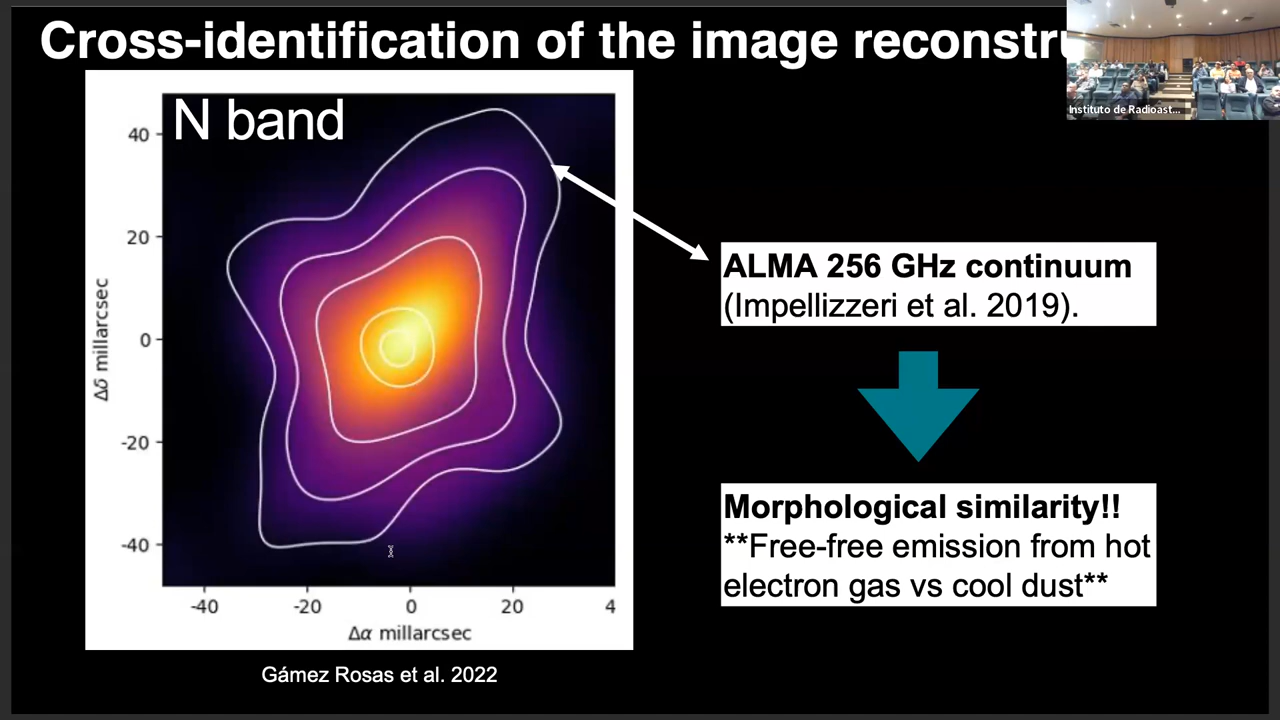 Cross-identification of the image reconstru
Instituto de Radioast...
N band
40
20
0
-20
-40
Δδ millarcsec
-40
-20
0
20
4
Δα millarcsec
Gámez Rosas et al. 2022
ALMA 256 GHz continuum
(Impellizzeri et al. 2019).
Morphological similarity!!
**Free-free emission from hot
electron gas vs cool dust**